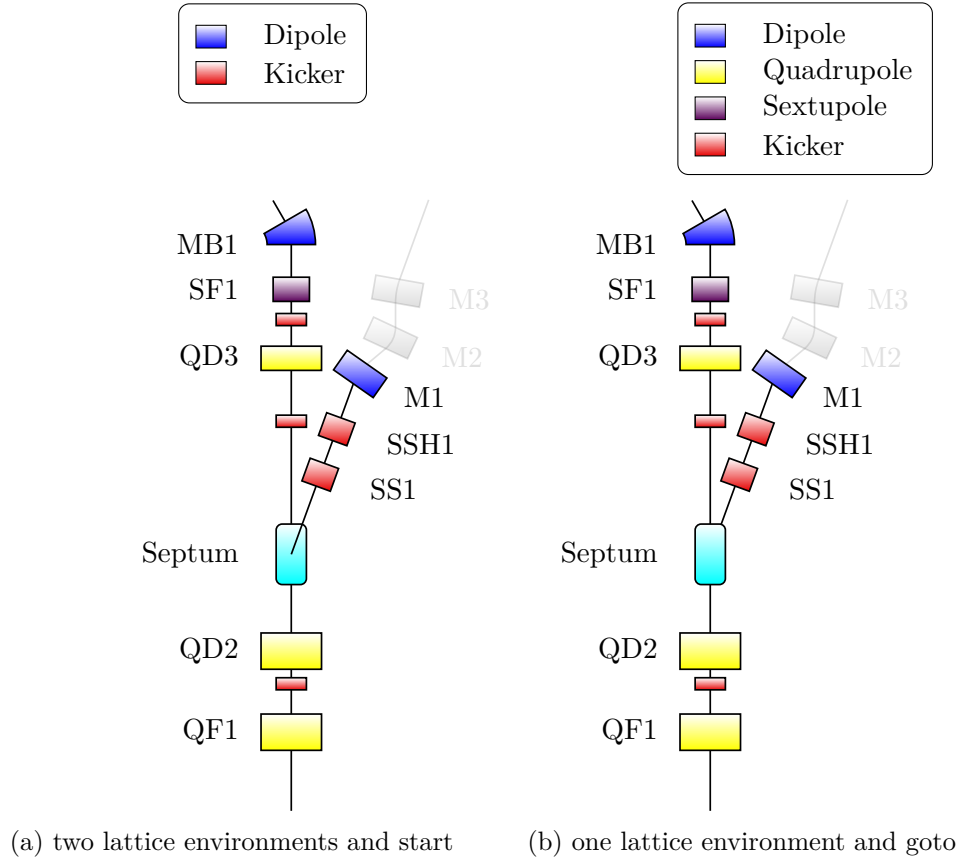 Dipole
Kicker
MB1
SF1
QD3
M3
M2
M1
SSH1
SS1
Septum
QD2
QF1
(a) two lattice environments and start
Dipole
Quadrupole
Sextupole
Kicker
MB1
SF1
QD3
M3
M2
M1
SSH1
SS1
Septum
QD2
QF1
(b) one lattice environment and goto